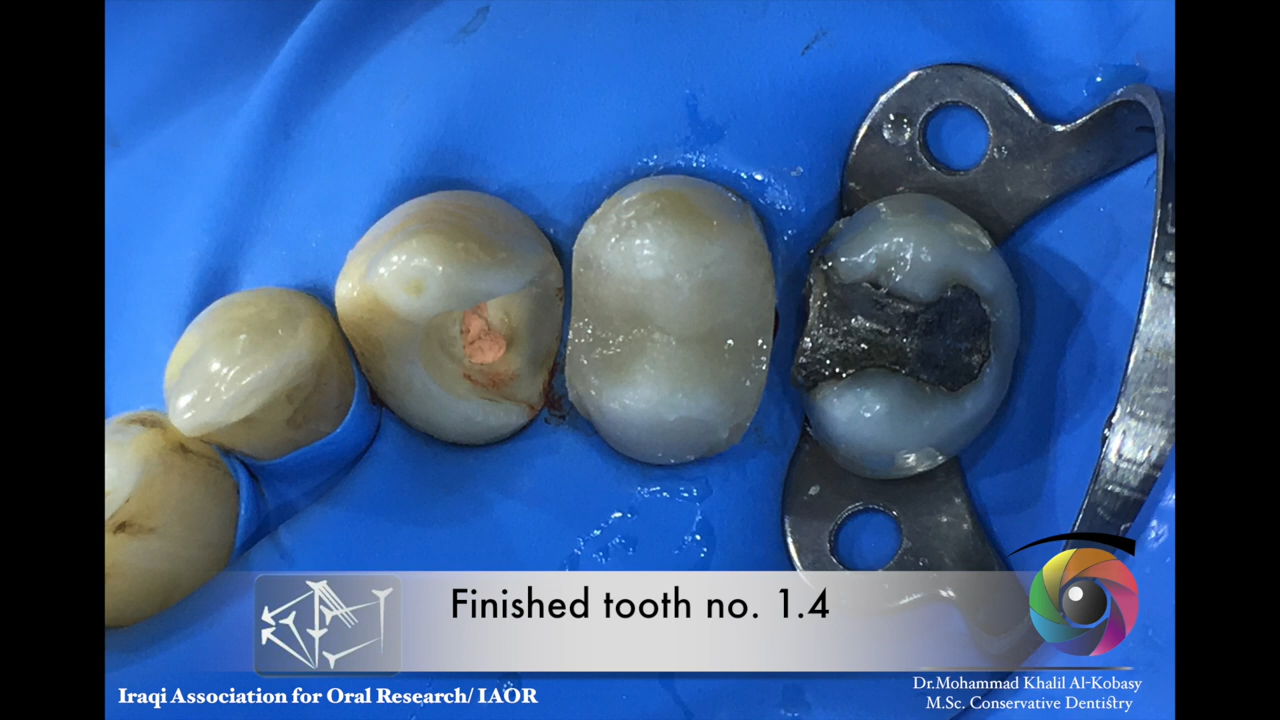 Finished tooth no. 1.4
Iraqi Association for Oral Research/ IAOR
Dr.Mohammad Khalil Al-Kobasy
M.Sc. Conservative Dentistry